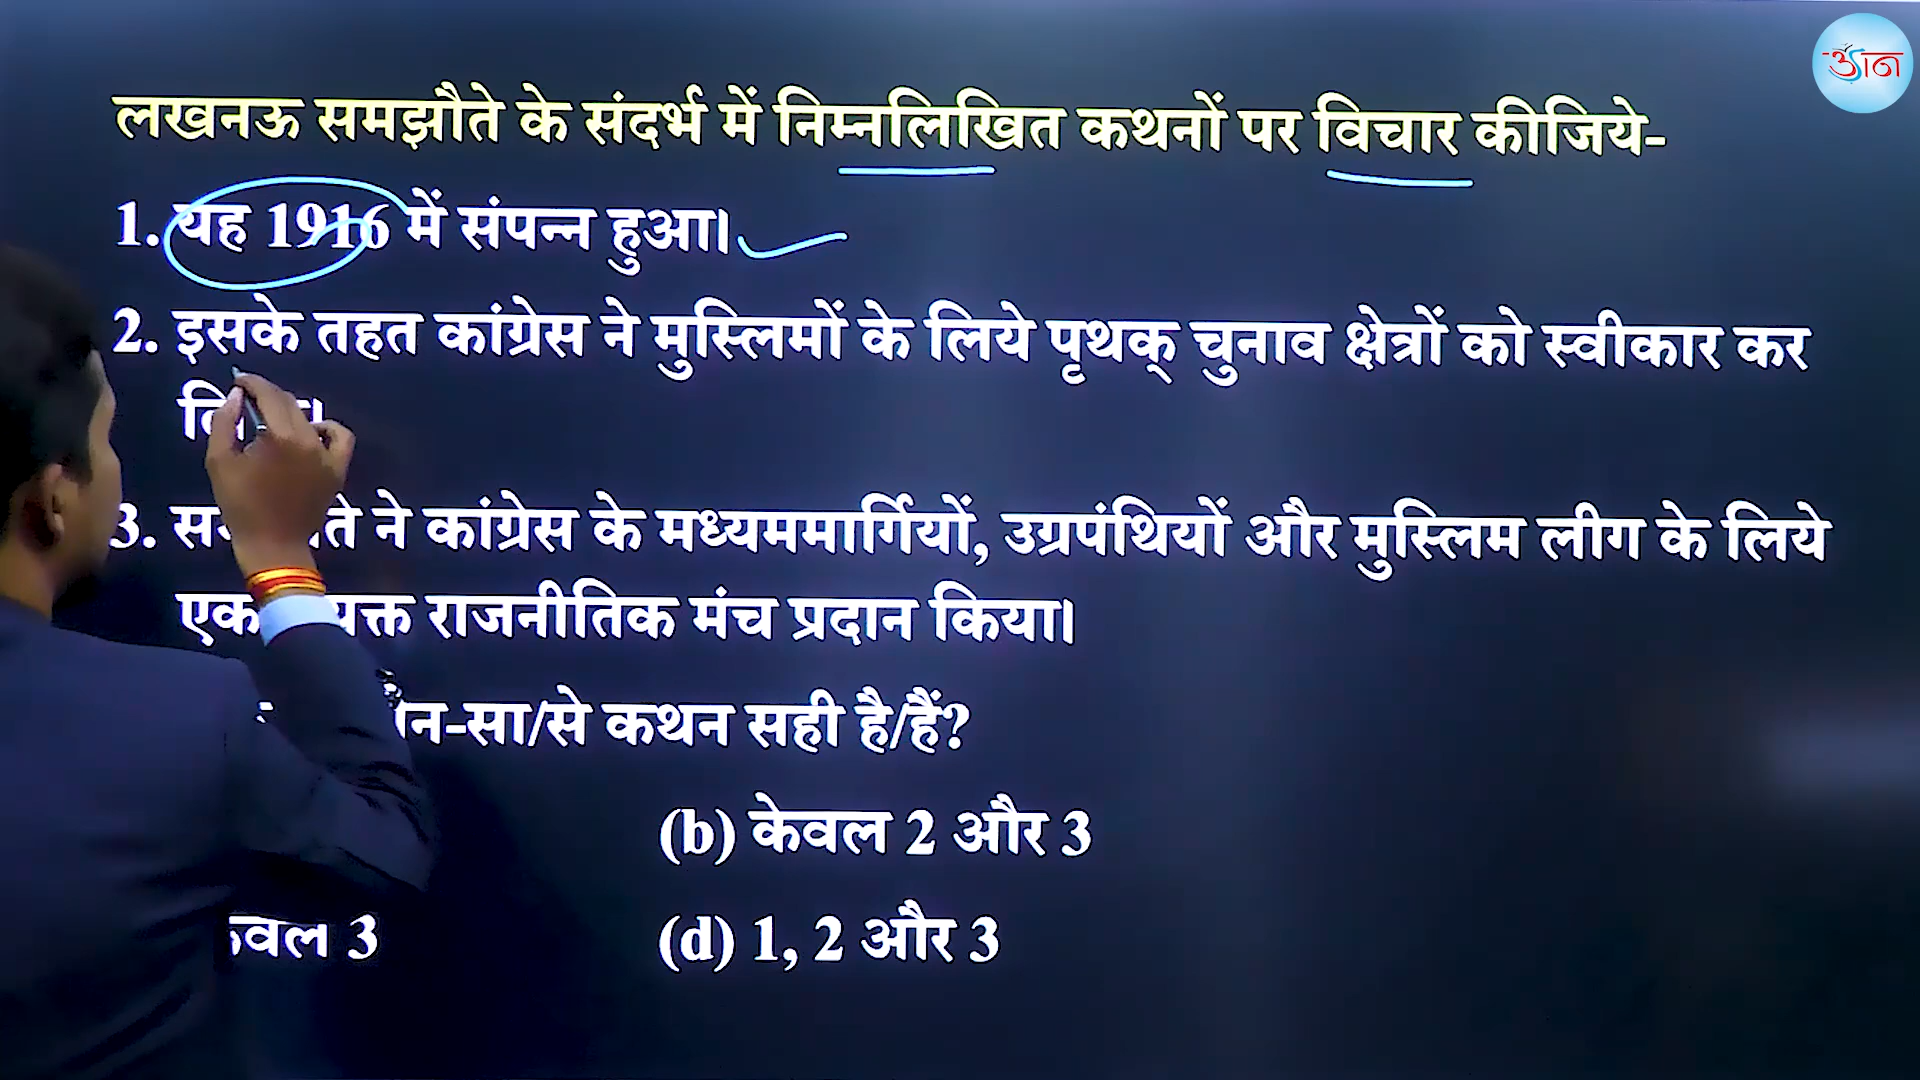 ज्ञान
लखनऊ समझौते के संदर्भ में निम्नलिखित कथनों पर विचार कीजिये-
1. यह 1916 में संपन्न हुआ।
2. इसके तहत कांग्रेस ने मुस्लिमों के लिये पृथक् चुनाव क्षेत्रों को स्वीकार कर
3. ने कांग्रेस के मध्यममार्गियों, उग्रपंथियों और मुस्लिम लीग के लिये
एक राजनीतिक मंच प्रदान किया।
कथन सही है/हैं?
(b) केवल 2 और 3
3 (d) 1, 2 और 3